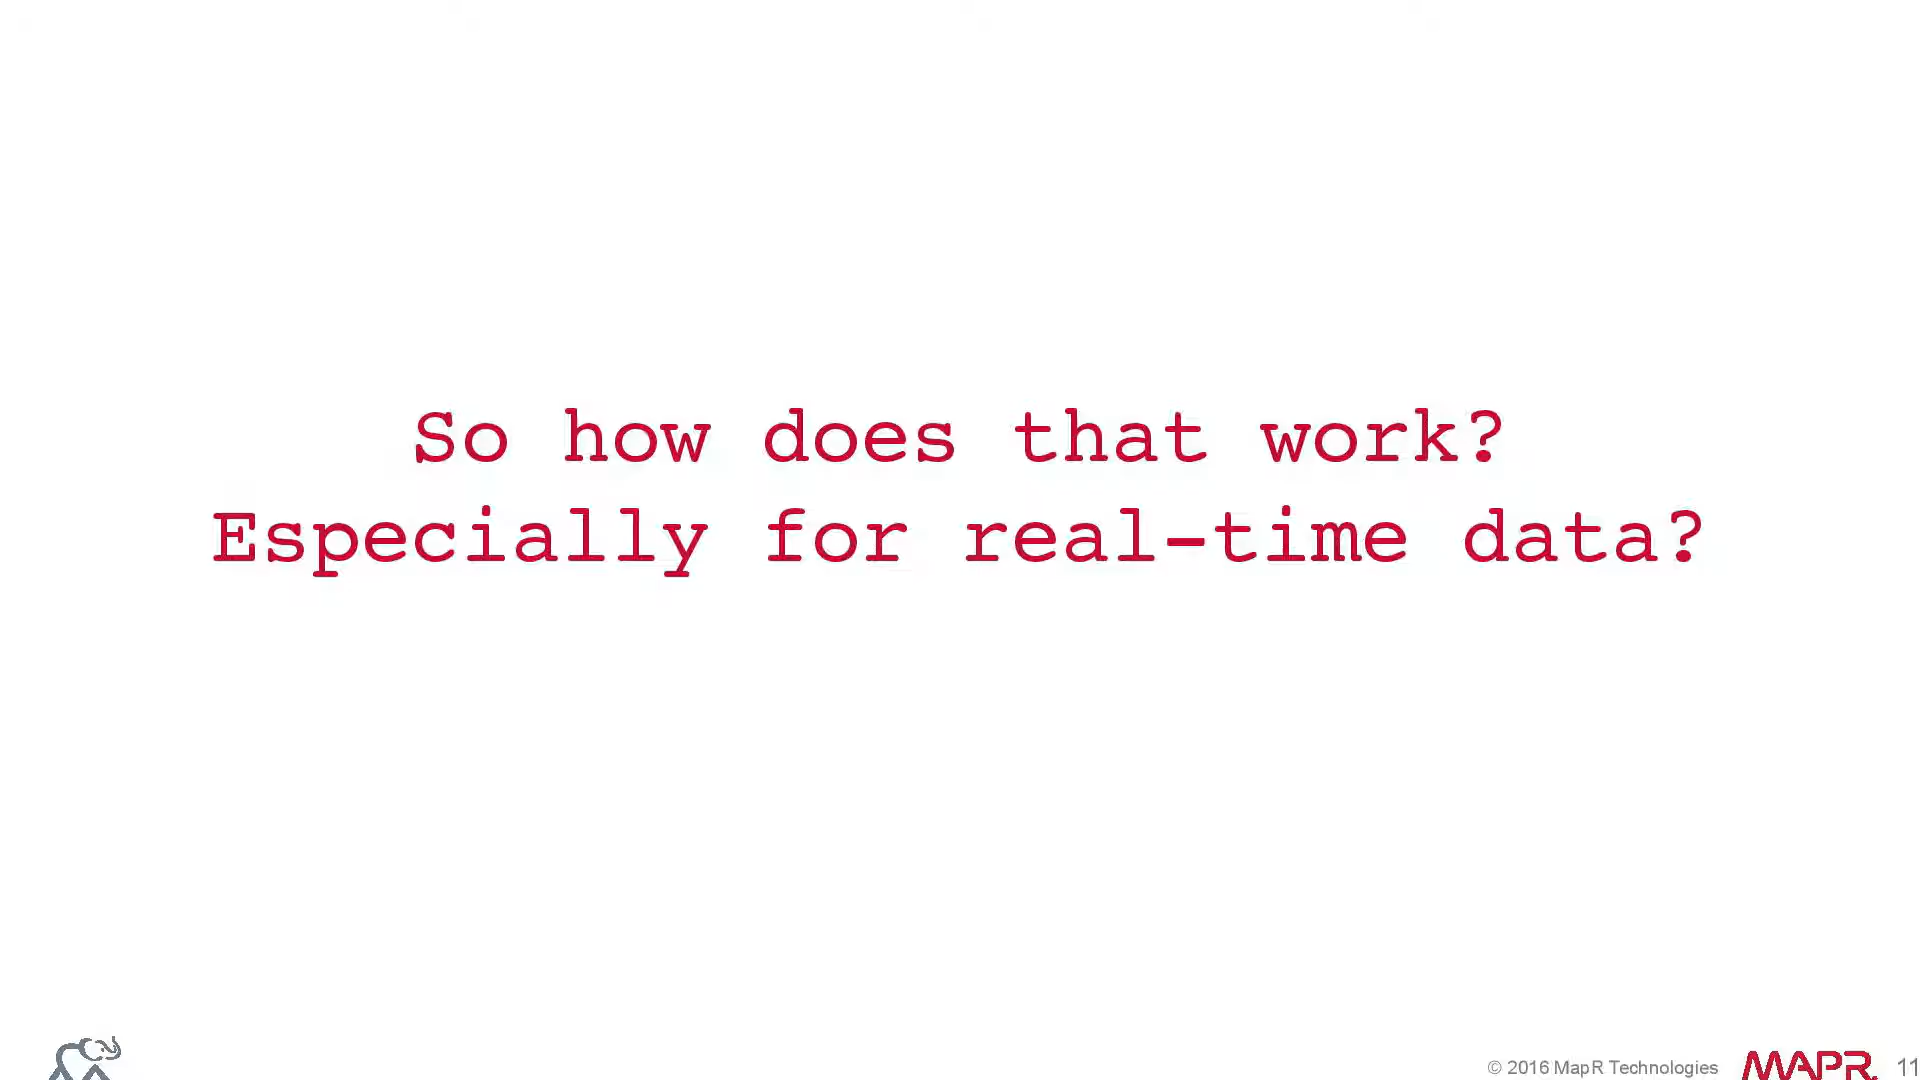 So how does that work?
Especially for real-time data?
© 2016 MapR Technologies MAPR. 11